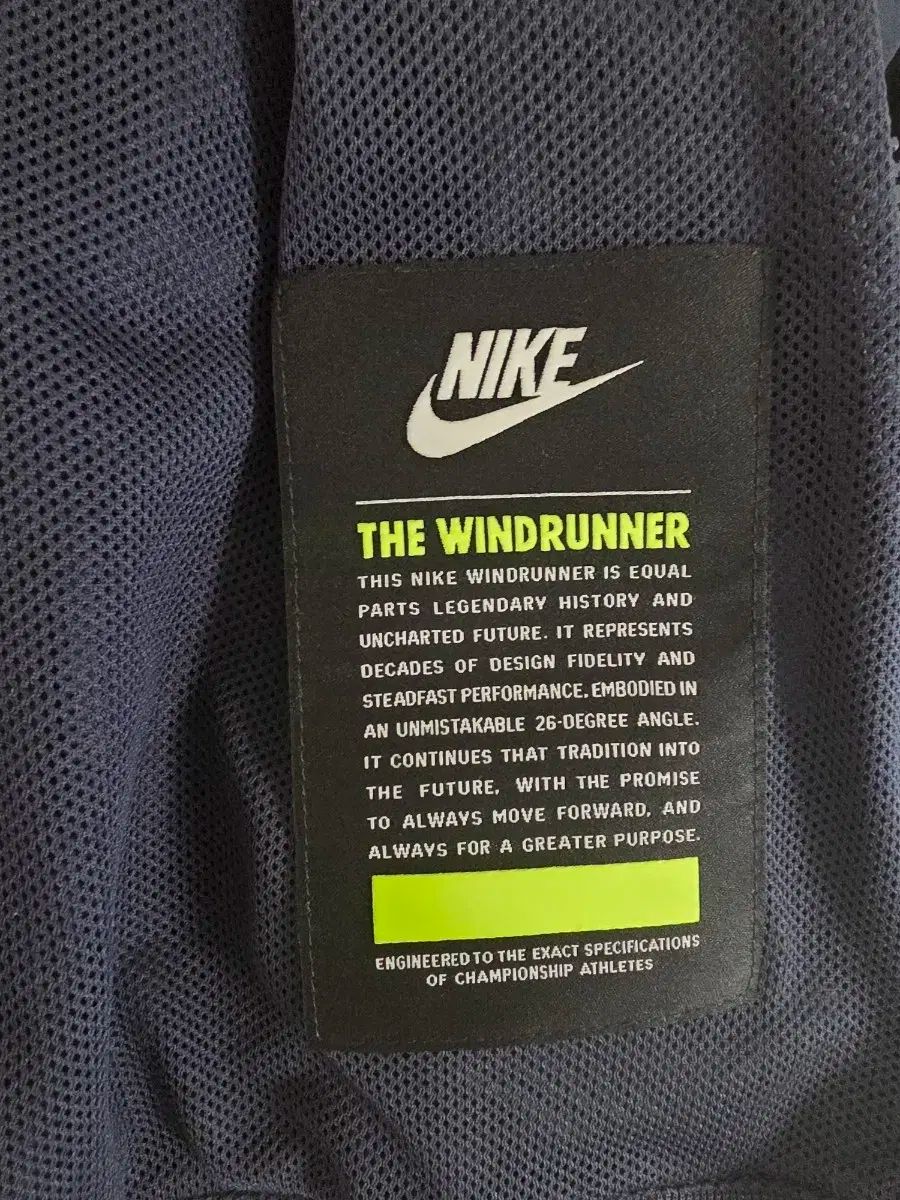 NIKE
THE WINDRUNNER
THIS NIKE WINDRUNNER IS EQUAL
PARTS LEGENDARY HISTORY AND
UNCHARTED FUTURE. IT REPRESENTS
DECADES OF DESIGN FIDELITY AND
STEADFAST PERFORMANCE. EMBODIED IN
AN UNMISTAKABLE 26-DEGREE ANGLE.
IT CONTINUES THAT TRADITION INTO
THE FUTURE, WITH THE PROMISE
TO ALWAYS MOVE FORWARD, AND
ALWAYS FOR A GREATER PURPOSE.
ENGINEERED TO THE EXACT SPECIFICATIONS
OF CHAMPIONSHIP ATHLETES